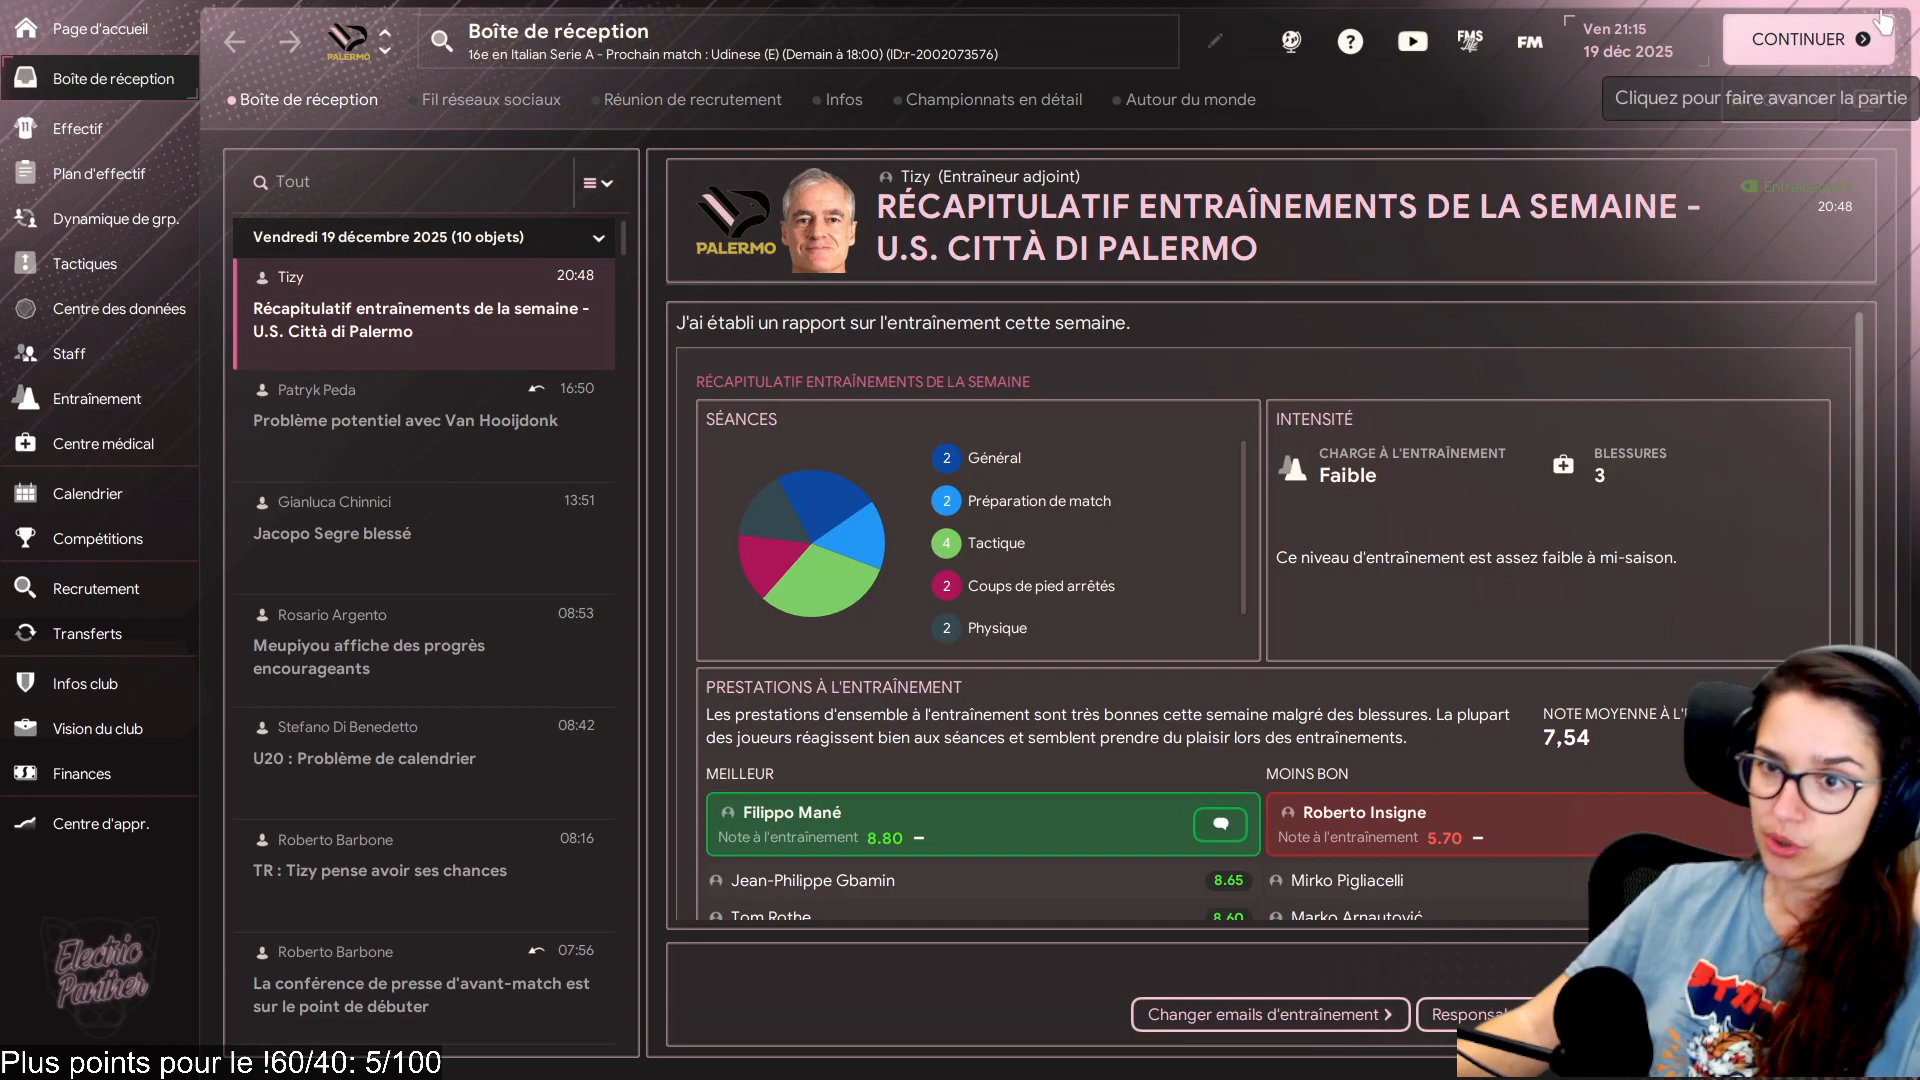 Page d'accueil
Boîte de réception
Effectif
Plan d'effectif
Dynamique de grp.
Tactiques
Centre des données
Staff
Entraînement
Centre médical
Calendrier
Compétitions
Recrutement
Transferts
Infos club
Vision du club
Finances
Centre d'appr.
Electric
Panther
PALERMO
Boîte de réception
16e en Italian Serie A - Prochain match : Udinese (E) (Demain à 18:00) (ID:r-2002073576)
FMS
FM
Ven 21:15
19 déc 2025
CONTINUER
Cliquez pour faire avancer la partie
Boîte de réception
Fil réseaux sociaux
Réunion de recrutement
Infos
Championnats en détail
Autour du monde
Tout
Vendredi 19 décembre 2025 (10 objets)
Tizy 20:48
Récapitulatif entraînements de la semaine -
U.S. Città di Palermo
Patryk Peda 16:50
Problème potentiel avec Van Hooijdonk
Gianluca Chinnici 13:51
Jacopo Segre blessé
Rosario Argento 08:53
Meupiyou affiche des progrès
encourageants
Stefano Di Benedetto 08:42
U20 : Problème de calendrier
Roberto Barbone 08:16
TR : Tizy pense avoir ses chances
Roberto Barbone 07:56
La conférence de presse d'avant-match est
sur le point de débuter
PALERMO
Tizy (Entraîneur adjoint)
RÉCAPITULATIF ENTRAÎNEMENTS DE LA SEMAINE -
U.S. CITTÀ DI PALERMO
20:48
J'ai établi un rapport sur l'entraînement cette semaine.
RÉCAPITULATIF ENTRAÎNEMENTS DE LA SEMAINE
SÉANCES
2 Général
2 Préparation de match
4 Tactique
2 Coups de pied arrêtés
2 Physique
INTENSITÉ
CHARGE À L'ENTRAÎNEMENT
Faible
BLESSURES
3
Ce niveau d'entraînement est assez faible à mi-saison.
PRESTATIONS À L'ENTRAÎNEMENT
Les prestations d'ensemble à l'entraînement sont très bonnes cette semaine malgré des blessures. La plupart
des joueurs réagissent bien aux séances et semblent prendre du plaisir lors des entraînements.
NOTE MOYENNE À L'
7,54
MEILLEUR
Filippo Mané
Note à l'entraînement 8.80 –
Jean-Philippe Gbamin 8.65
Tom Rothe 8.60
MOINS BON
Roberto Insigne
Note à l'entraînement 5.70 –
Mirko Pigliacelli
Marko Arnautović
Changer emails d'entraînement
Plus points pour le !60/40: 5/100